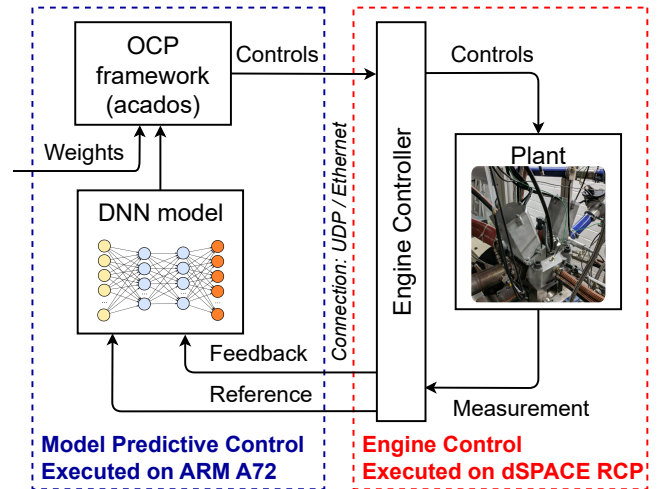 OCP
framework
(acados)
Controls
Controls
Weights
Plant
DNN model
Connection: UDP / Ethernet
Engine Controller
Feedback
Reference
Measurement
Model Predictive Control
Executed on ARM A72
Engine Control
Executed on dSPACE RCP